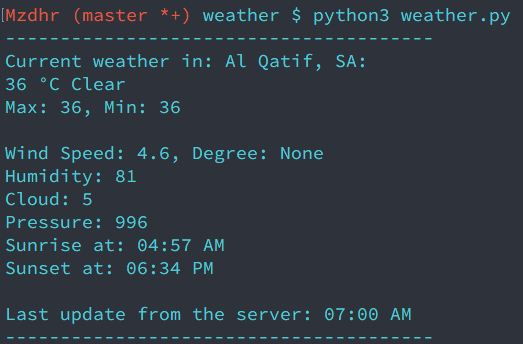 Mzdhr (master *+) weather $ python3 weather.py
---------------------------------------
Current weather in: Al Qatif, SA:
36 °C Clear
Max: 36, Min: 36
Wind Speed: 4.6, Degree: None
Humidity: 81
Cloud: 5
Pressure: 996
Sunrise at: 04:57 AM
Sunset at: 06:34 PM
Last update from the server: 07:00 AM
---------------------------------------